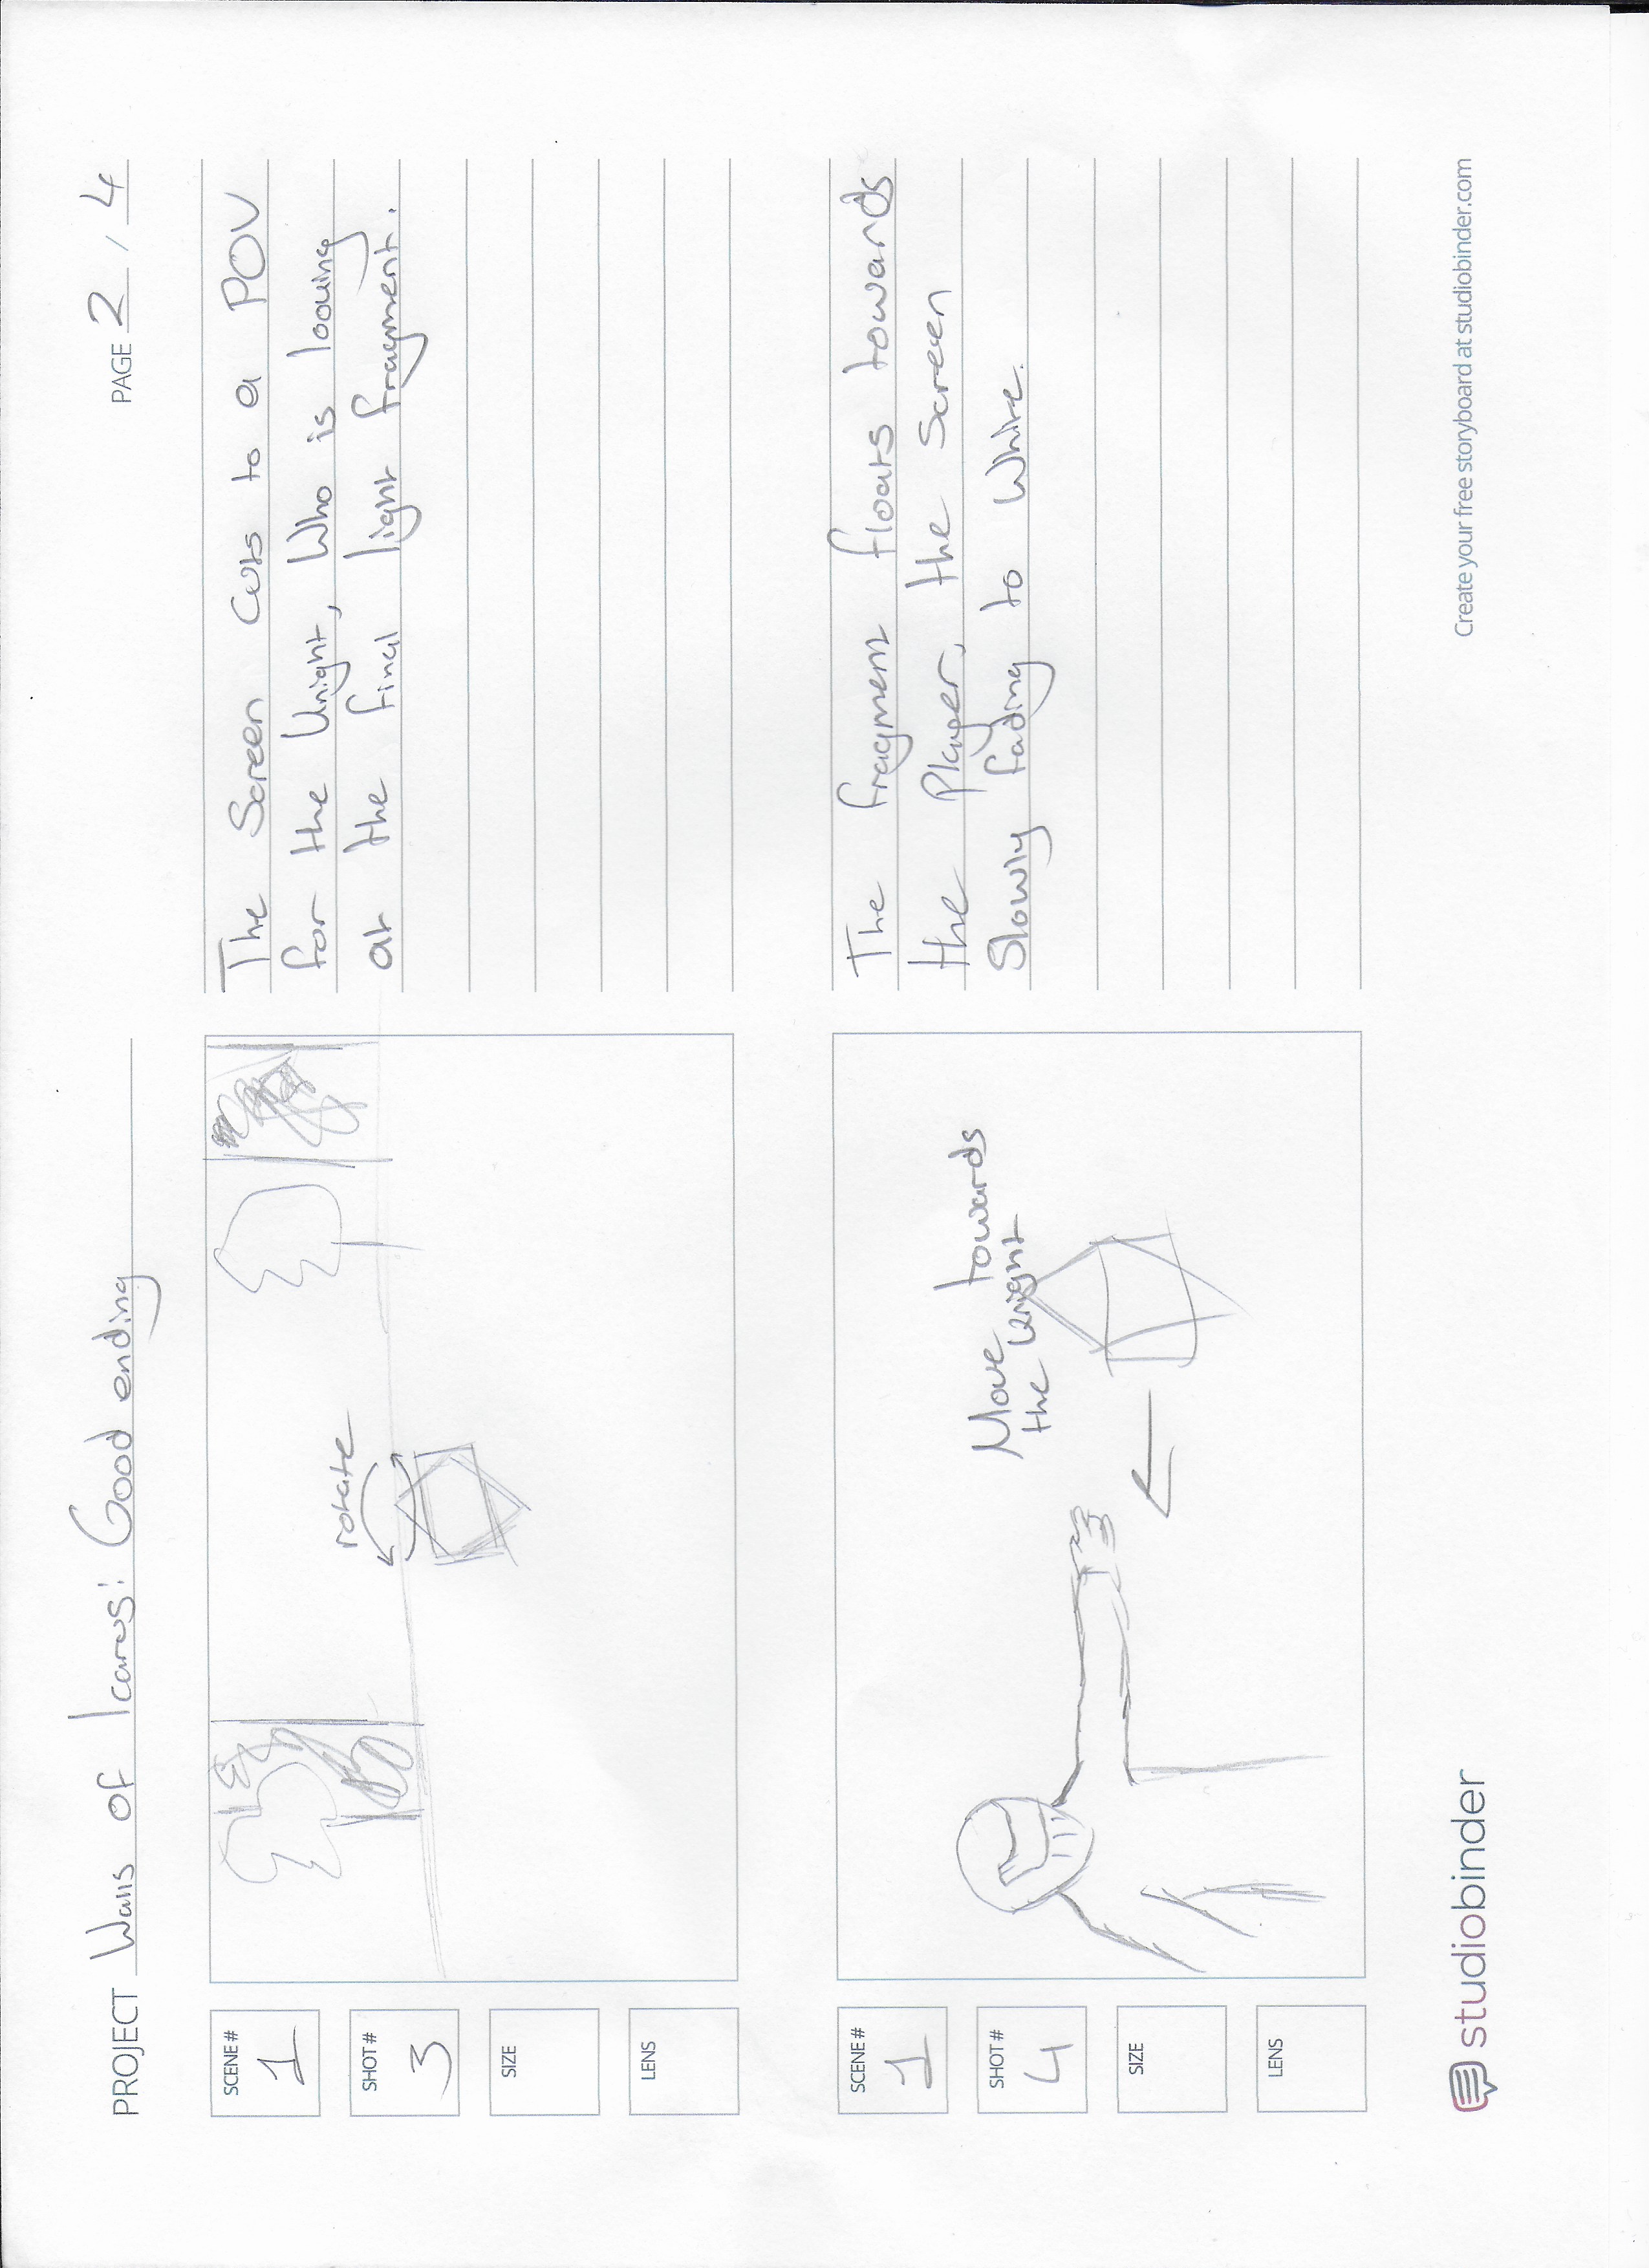 PROJECT Walls of Icarus: Good ending
PAGE 2 / 4
SCENE #
1
SHOT #
3
SIZE
LENS
rotate
The Screen Cuts to a POV
for the knight, Who is looking
at the final light fragment.
SCENE #
1
SHOT #
4
SIZE
LENS
Move towards
the knight
The fragment floats towards
the Player, the Screen
Slowly fading to White.
studiobinder
Create your free storyboard at studiobinder.com